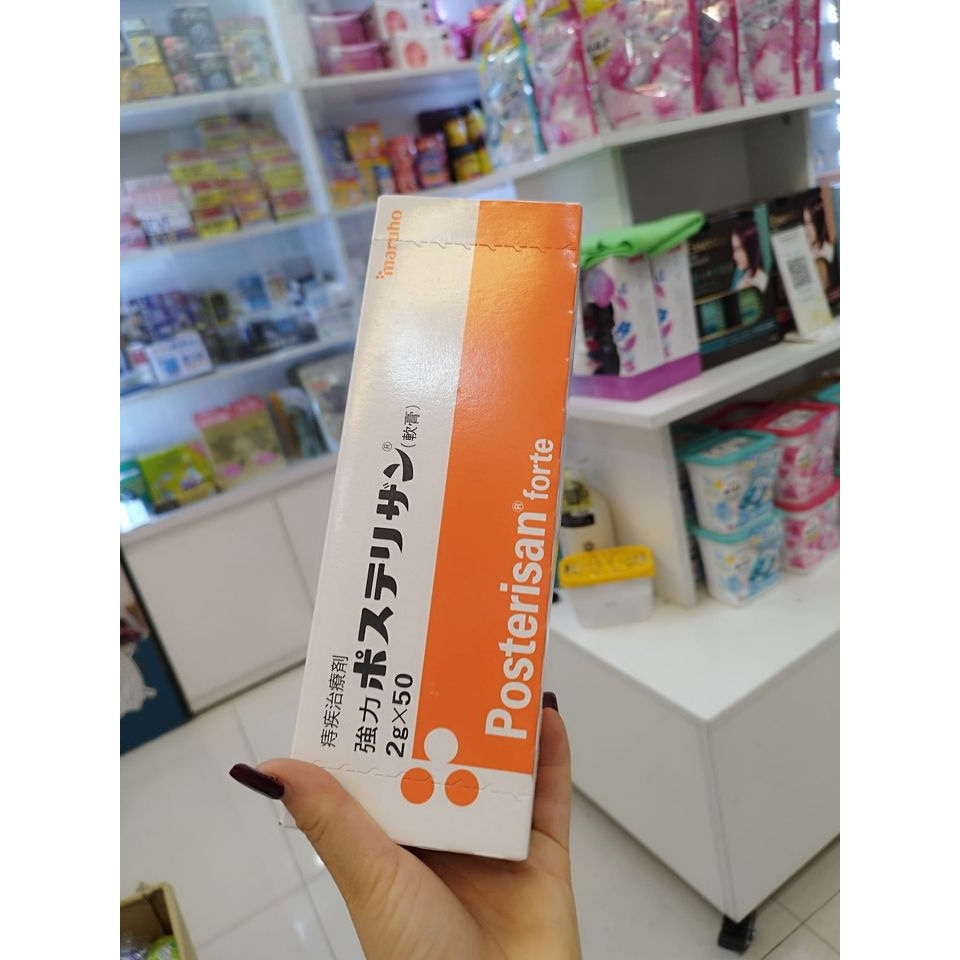 maruho
痔疾治療剤
強力ポステリザン®(軟膏)
2g×50
Posterisan® forte